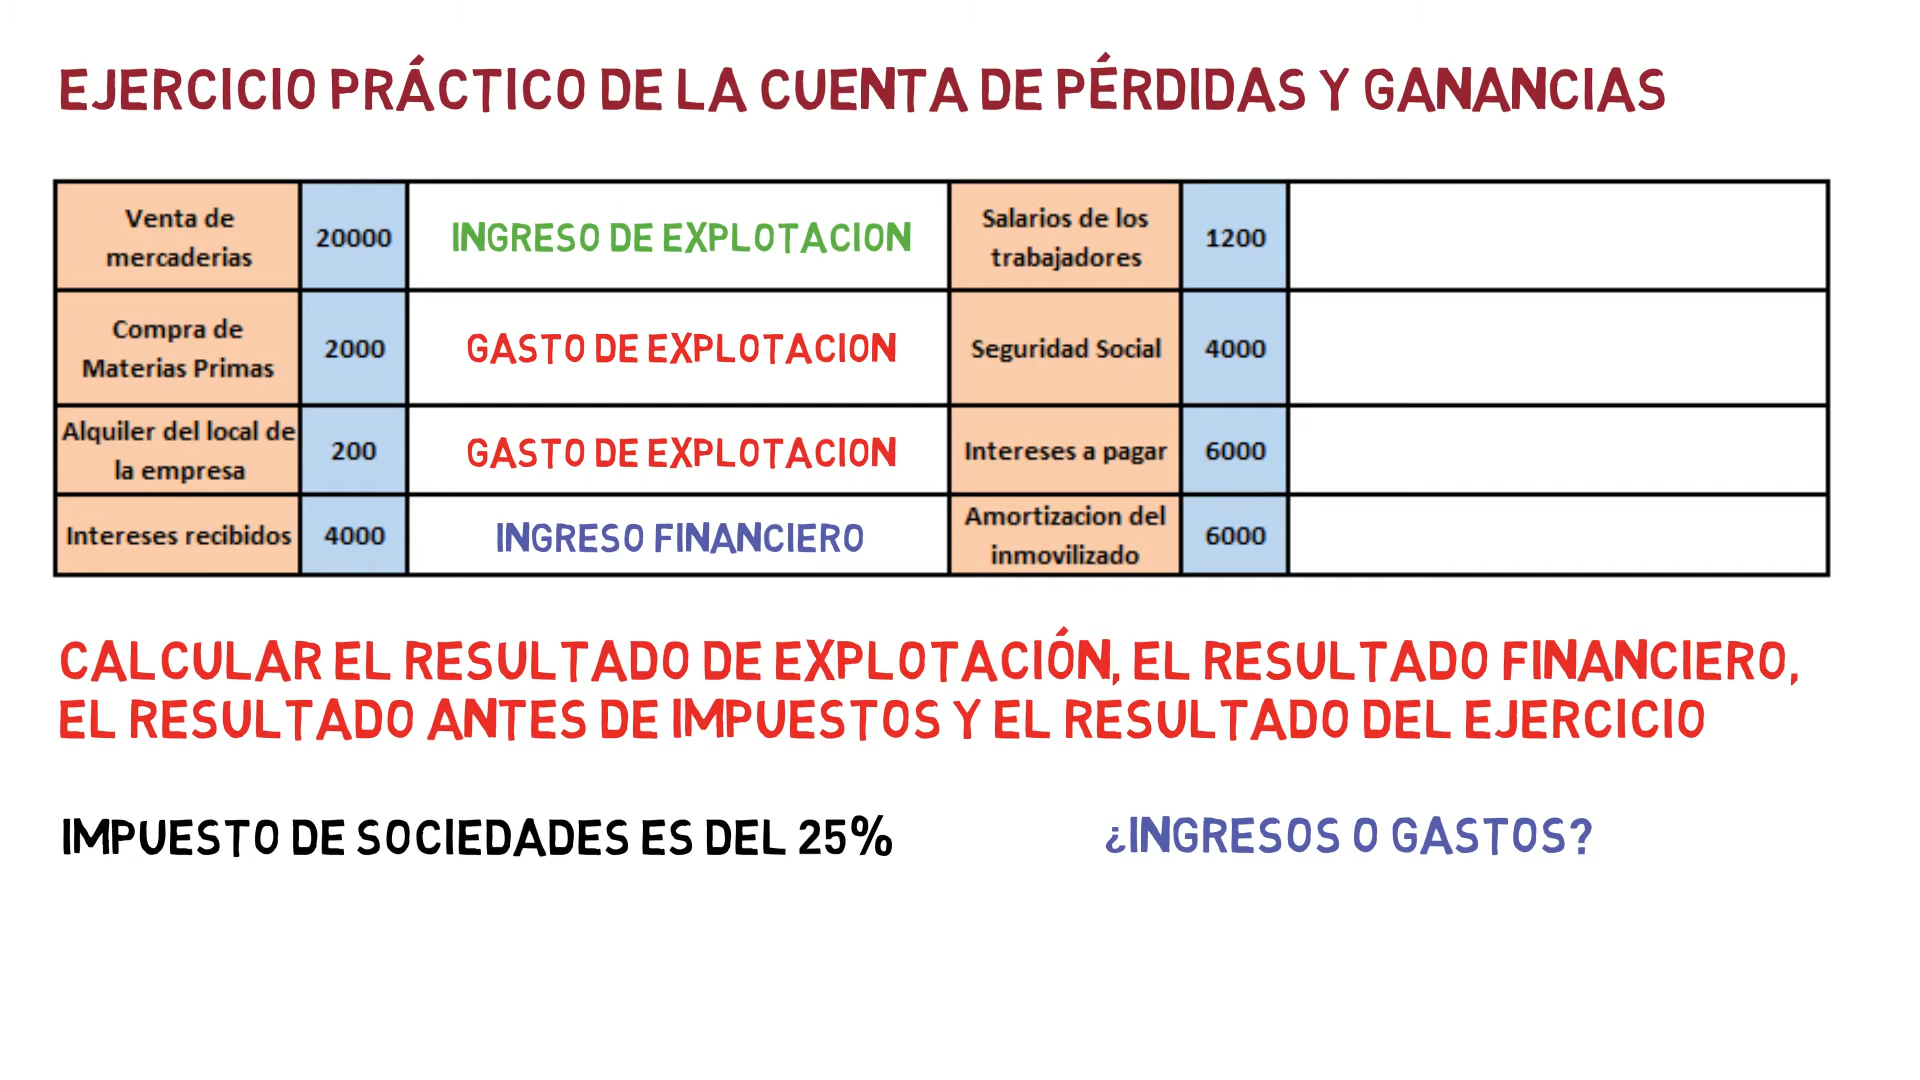 EJERCICIO PRÁCTICO DE LA CUENTA DE PÉRDIDAS Y GANANCIAS
Venta de
mercaderias
20000
INGRESO DE EXPLOTACION
Salarios de los
trabajadores
1200
Compra de
Materias Primas
2000
GASTO DE EXPLOTACION
Seguridad Social
4000
Alquiler del local de
la empresa
200
GASTO DE EXPLOTACION
Intereses a pagar
6000
Intereses recibidos
4000
INGRESO FINANCIERO
Amortizacion del
inmovilizado
6000
CALCULAR EL RESULTADO DE EXPLOTACIÓN, EL RESULTADO FINANCIERO,
EL RESULTADO ANTES DE IMPUESTOS Y EL RESULTADO DEL EJERCICIO
IMPUESTO DE SOCIEDADES ES DEL 25%
¿INGRESOS O GASTOS?